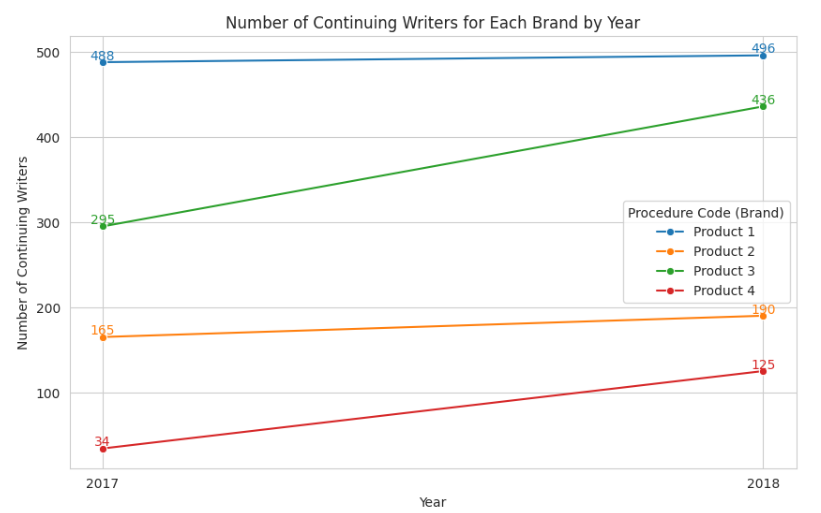 Number of Continuing Writers for Each Brand by Year
Number of Continuing Writers
500
400
300
200
100
488
496
436
295
165
190
125
34
Procedure Code (Brand)
Product 1
Product 2
Product 3
Product 4
2017
2018
Year